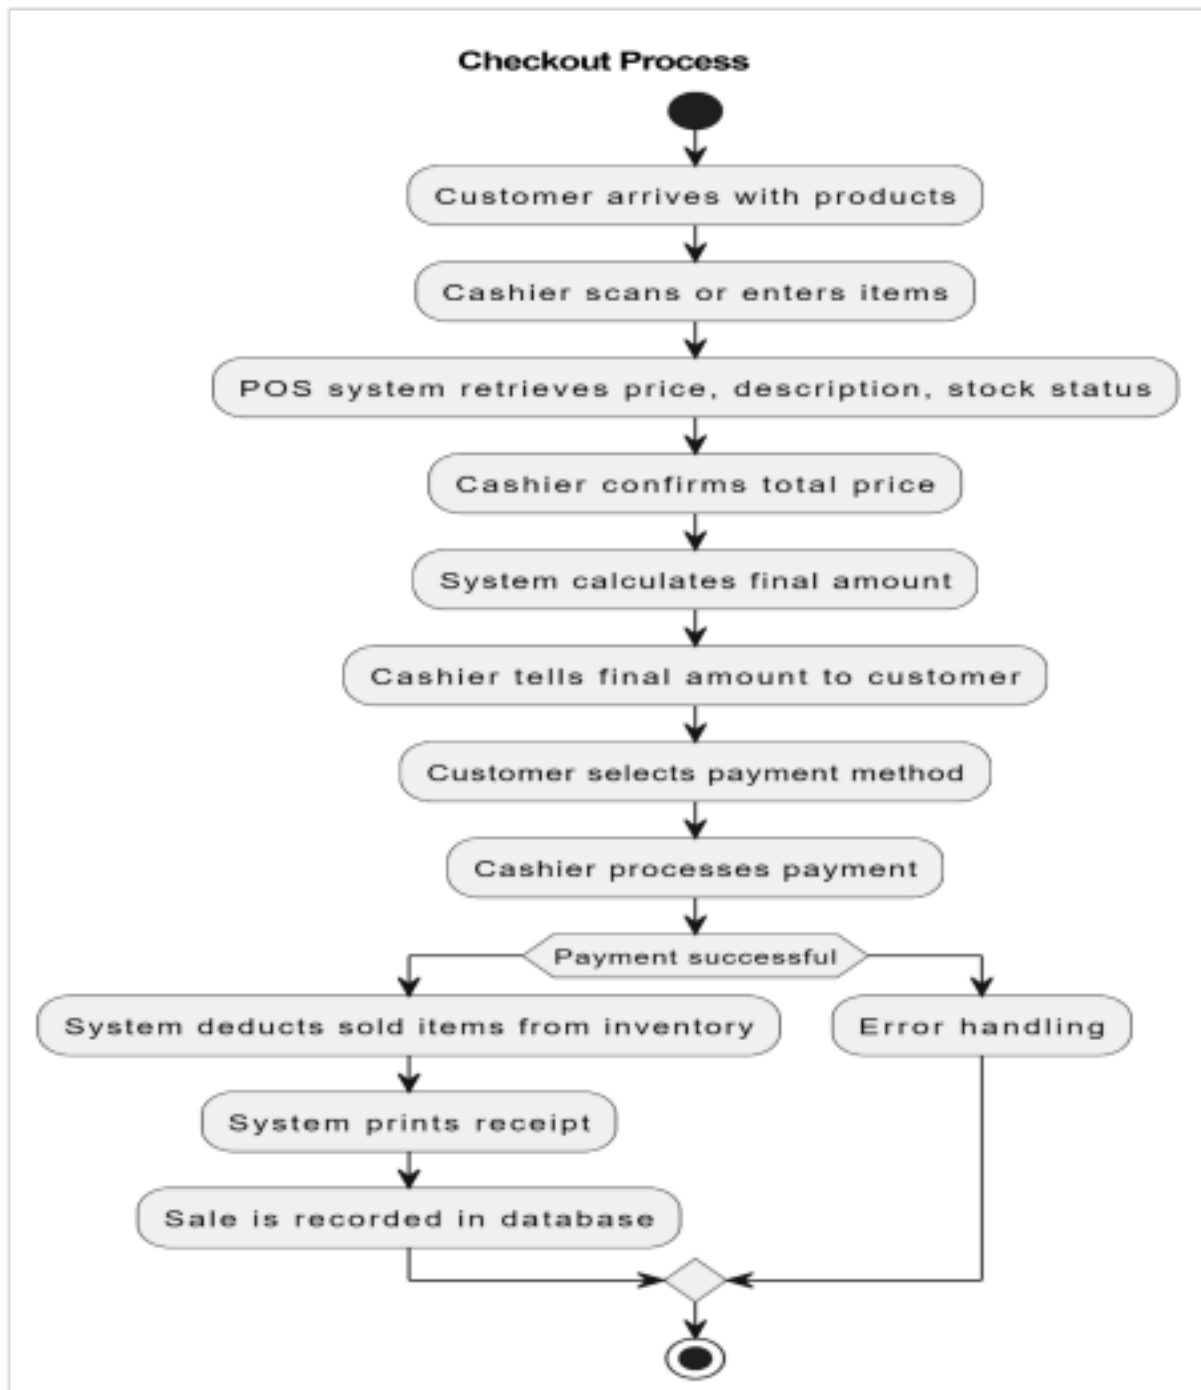 Checkout Process
Customer arrives with products
Cashier scans or enters items
POS system retrieves price, description, stock status
Cashier confirms total price
System calculates final amount
Cashier tells final amount to customer
Customer selects payment method
Cashier processes payment
Payment successful
System deducts sold items from inventory
Error handling
System prints receipt
Sale is recorded in database